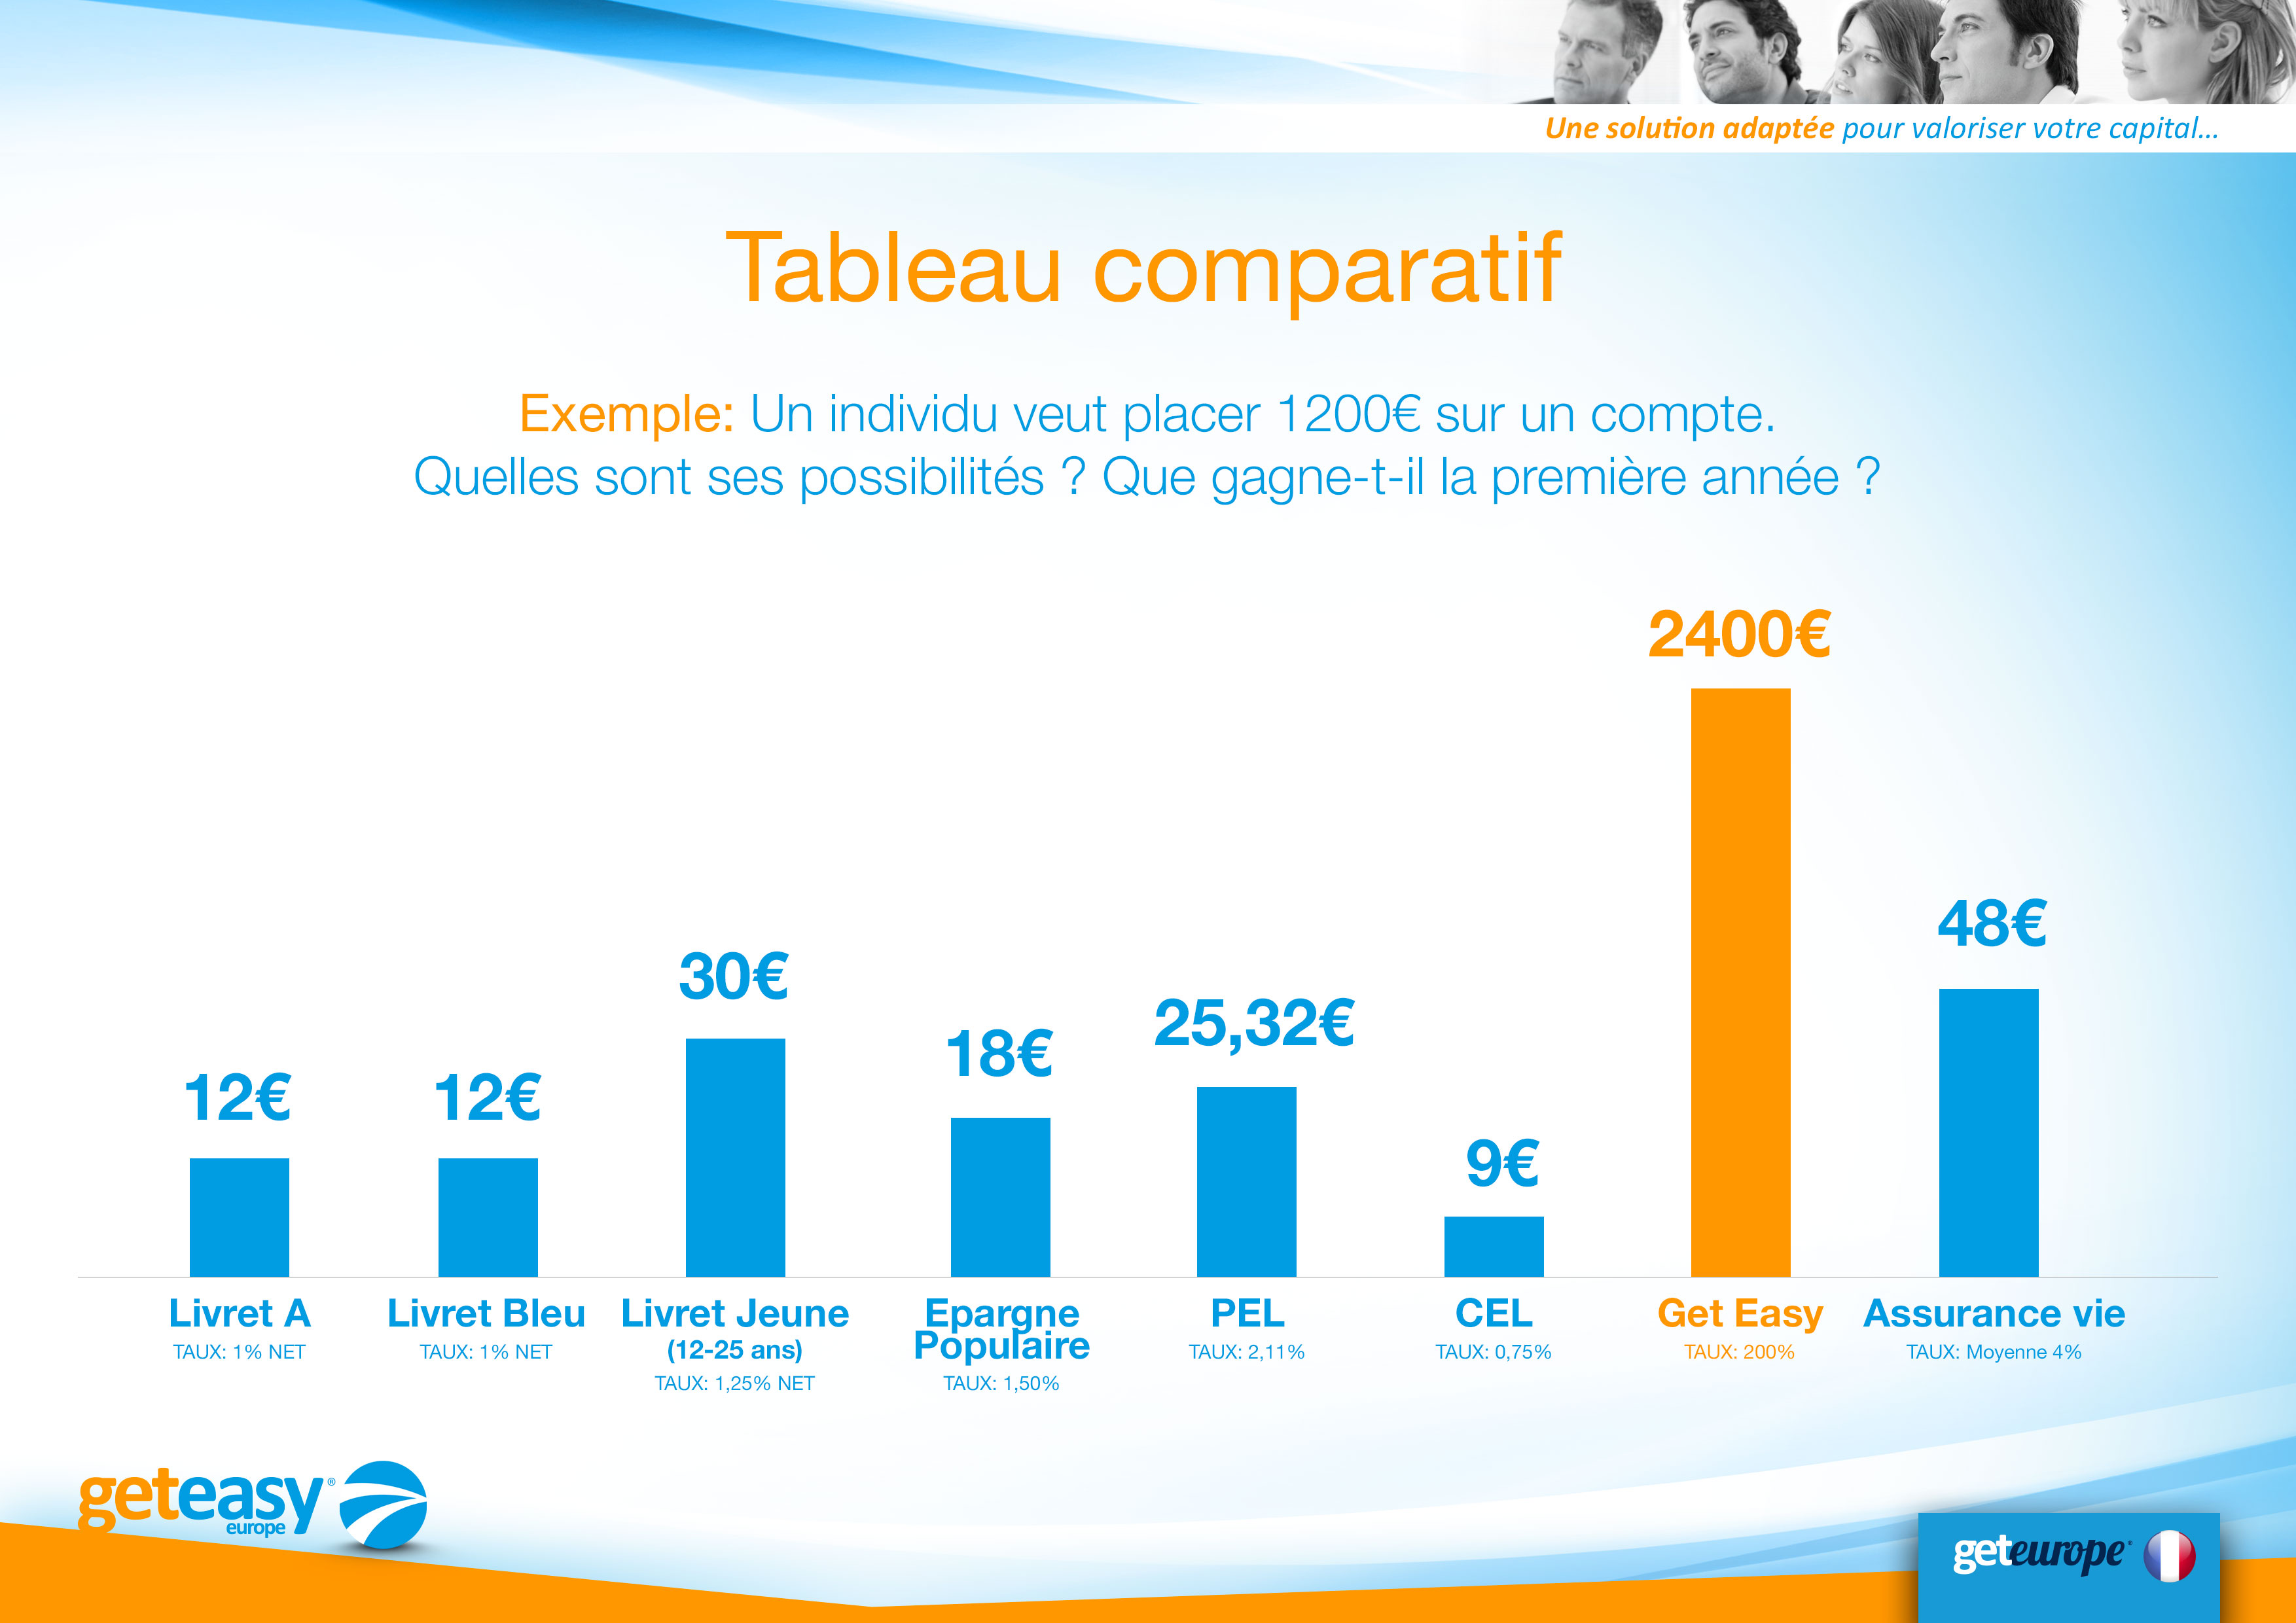 Une solution adaptée pour valoriser votre capital...
Tableau comparatif
Exemple: Un individu veut placer 1200€ sur un compte.
Quelles sont ses possibilités ? Que gagne-t-il la première année ?
12€
12€
30€
18€
25,32€
9€
2400€
48€
Livret A
TAUX: 1% NET
Livret Bleu
TAUX: 1% NET
Livret Jeune
(12-25 ans)
TAUX: 1,25% NET
Epargne
Populaire
TAUX: 1,50%
PEL
TAUX: 2,11%
CEL
TAUX: 0,75%
Get Easy
TAUX: 200%
Assurance vie
TAUX: Moyenne 4%
geteasy®
europe
geteurope®